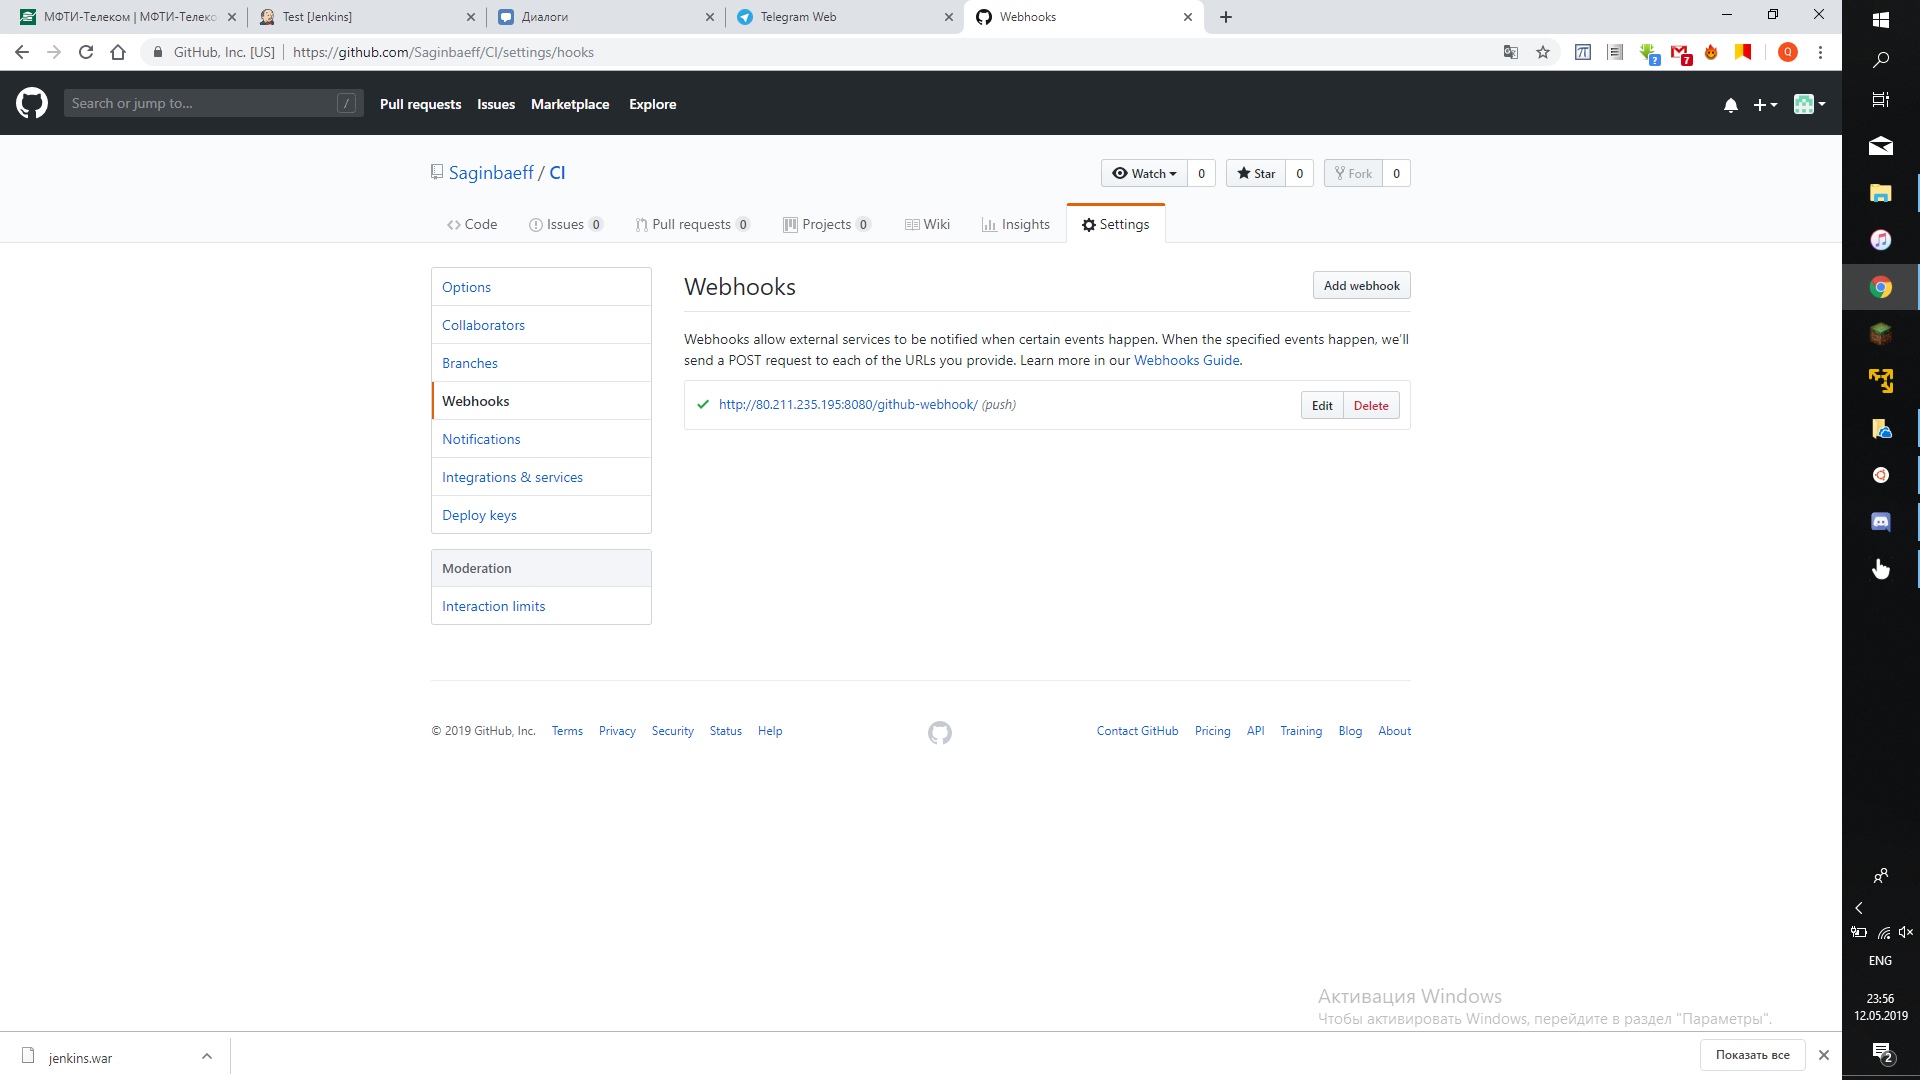 МФТИ-Телеком | МФТИ-Телеко
Test [Jenkins]
Диалоги
Telegram Web
Webhooks
GitHub, Inc. [US]
https://github.com/Saginbaeff/CI/settings/hooks
?
7
Q
Search or jump to...
/
Pull requests
Issues
Marketplace
Explore
Saginbaeff / CI
Watch 0
Star 0
Fork 0
Code
Issues 0
Pull requests 0
Projects 0
Wiki
Insights
Settings
Options
Collaborators
Branches
Webhooks
Notifications
Integrations & services
Deploy keys
Moderation
Interaction limits
Webhooks
Add webhook
Webhooks allow external services to be notified when certain events happen. When the specified events happen, we'll
send a POST request to each of the URLs you provide. Learn more in our Webhooks Guide.
http://80.211.235.195:8080/github-webhook/ (push)
Edit
Delete
© 2019 GitHub, Inc.
Terms
Privacy
Security
Status
Help
Contact GitHub
Pricing
API
Training
Blog
About
Активация Windows
Чтобы активировать Windows, перейдите в раздел "Параметры".
jenkins.war
Показать все
ENG
23:56
12.05.2019
2